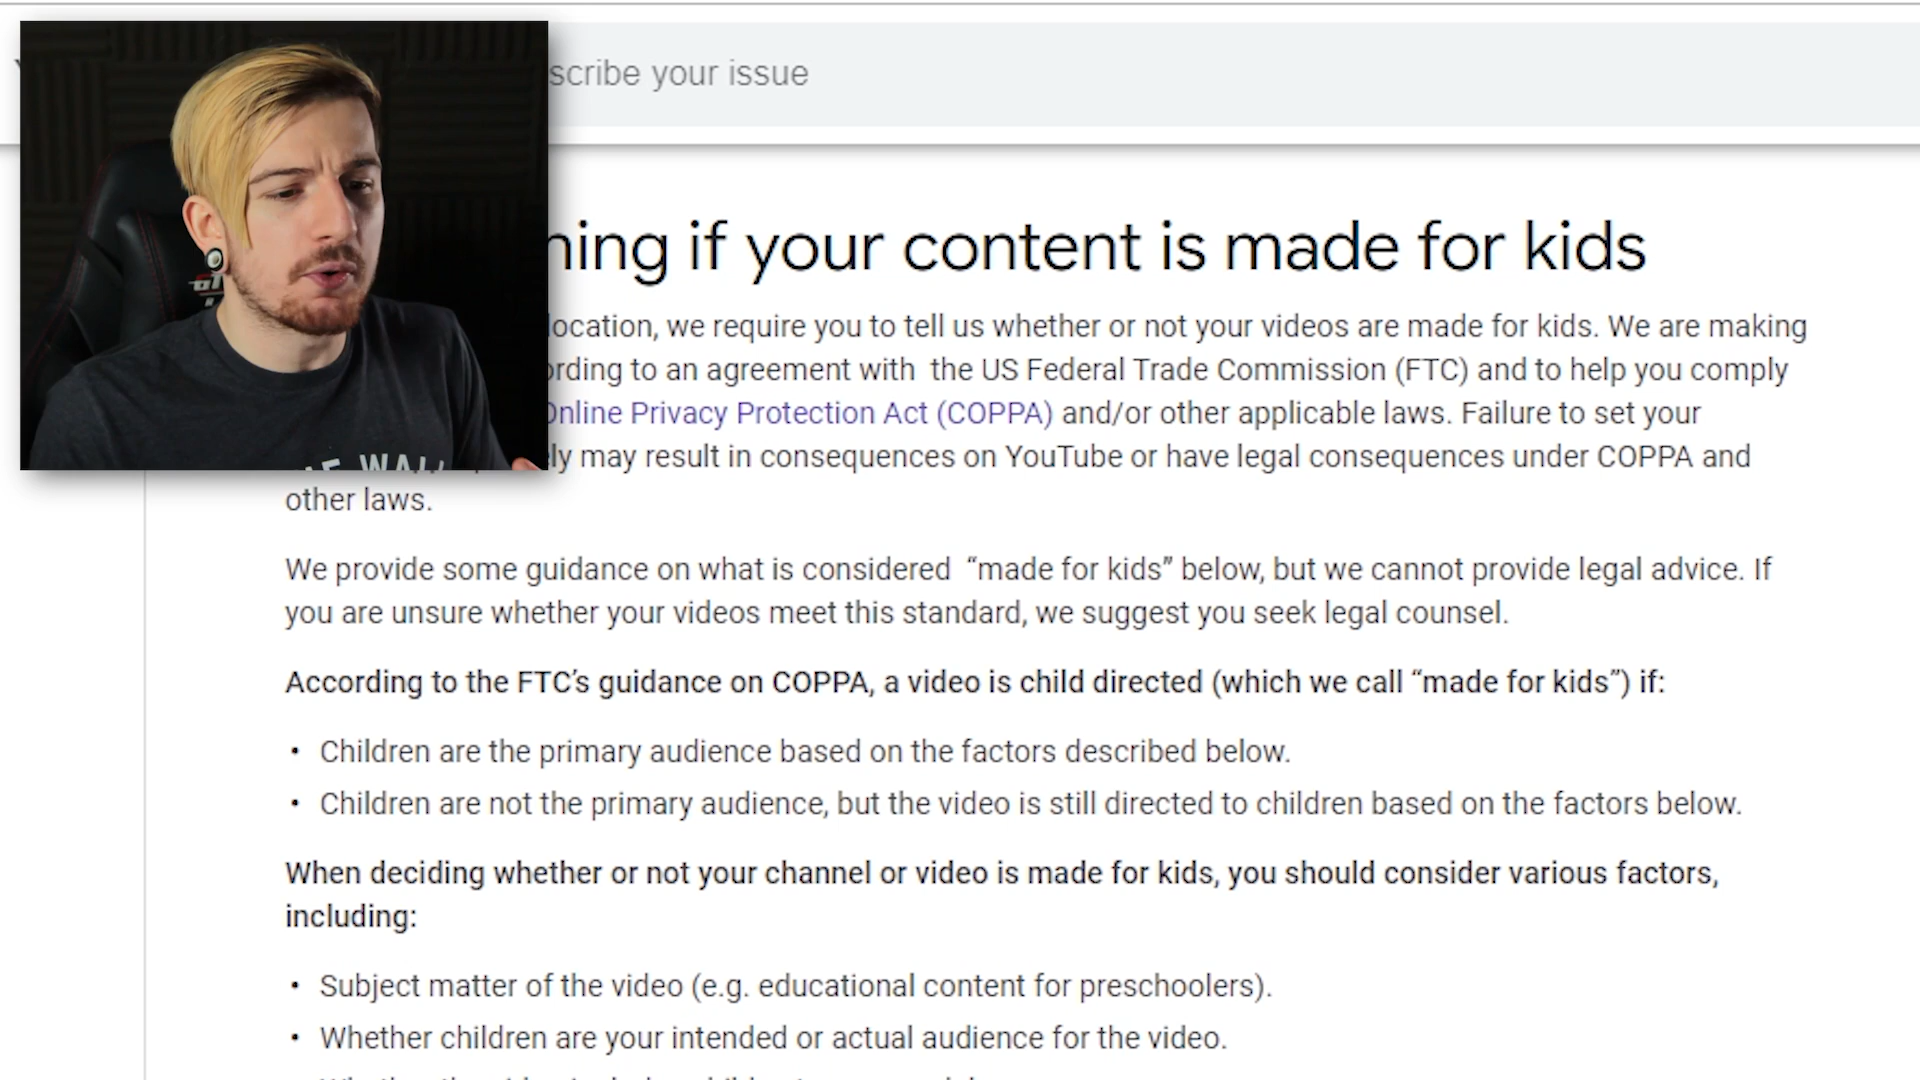 scribe your issue
ning if your content is made for kids
location, we require you to tell us whether or not your videos are made for kids. We are making
ording to an agreement with the US Federal Trade Commission (FTC) and to help you comply
Online Privacy Protection Act (COPPA) and/or other applicable laws. Failure to set your
ly may result in consequences on YouTube or have legal consequences under COPPA and
other laws.
We provide some guidance on what is considered “made for kids” below, but we cannot provide legal advice. If
you are unsure whether your videos meet this standard, we suggest you seek legal counsel.
According to the FTC’s guidance on COPPA, a video is child directed (which we call “made for kids”) if:
• Children are the primary audience based on the factors described below.
• Children are not the primary audience, but the video is still directed to children based on the factors below.
When deciding whether or not your channel or video is made for kids, you should consider various factors,
including:
• Subject matter of the video (e.g. educational content for preschoolers).
• Whether children are your intended or actual audience for the video.